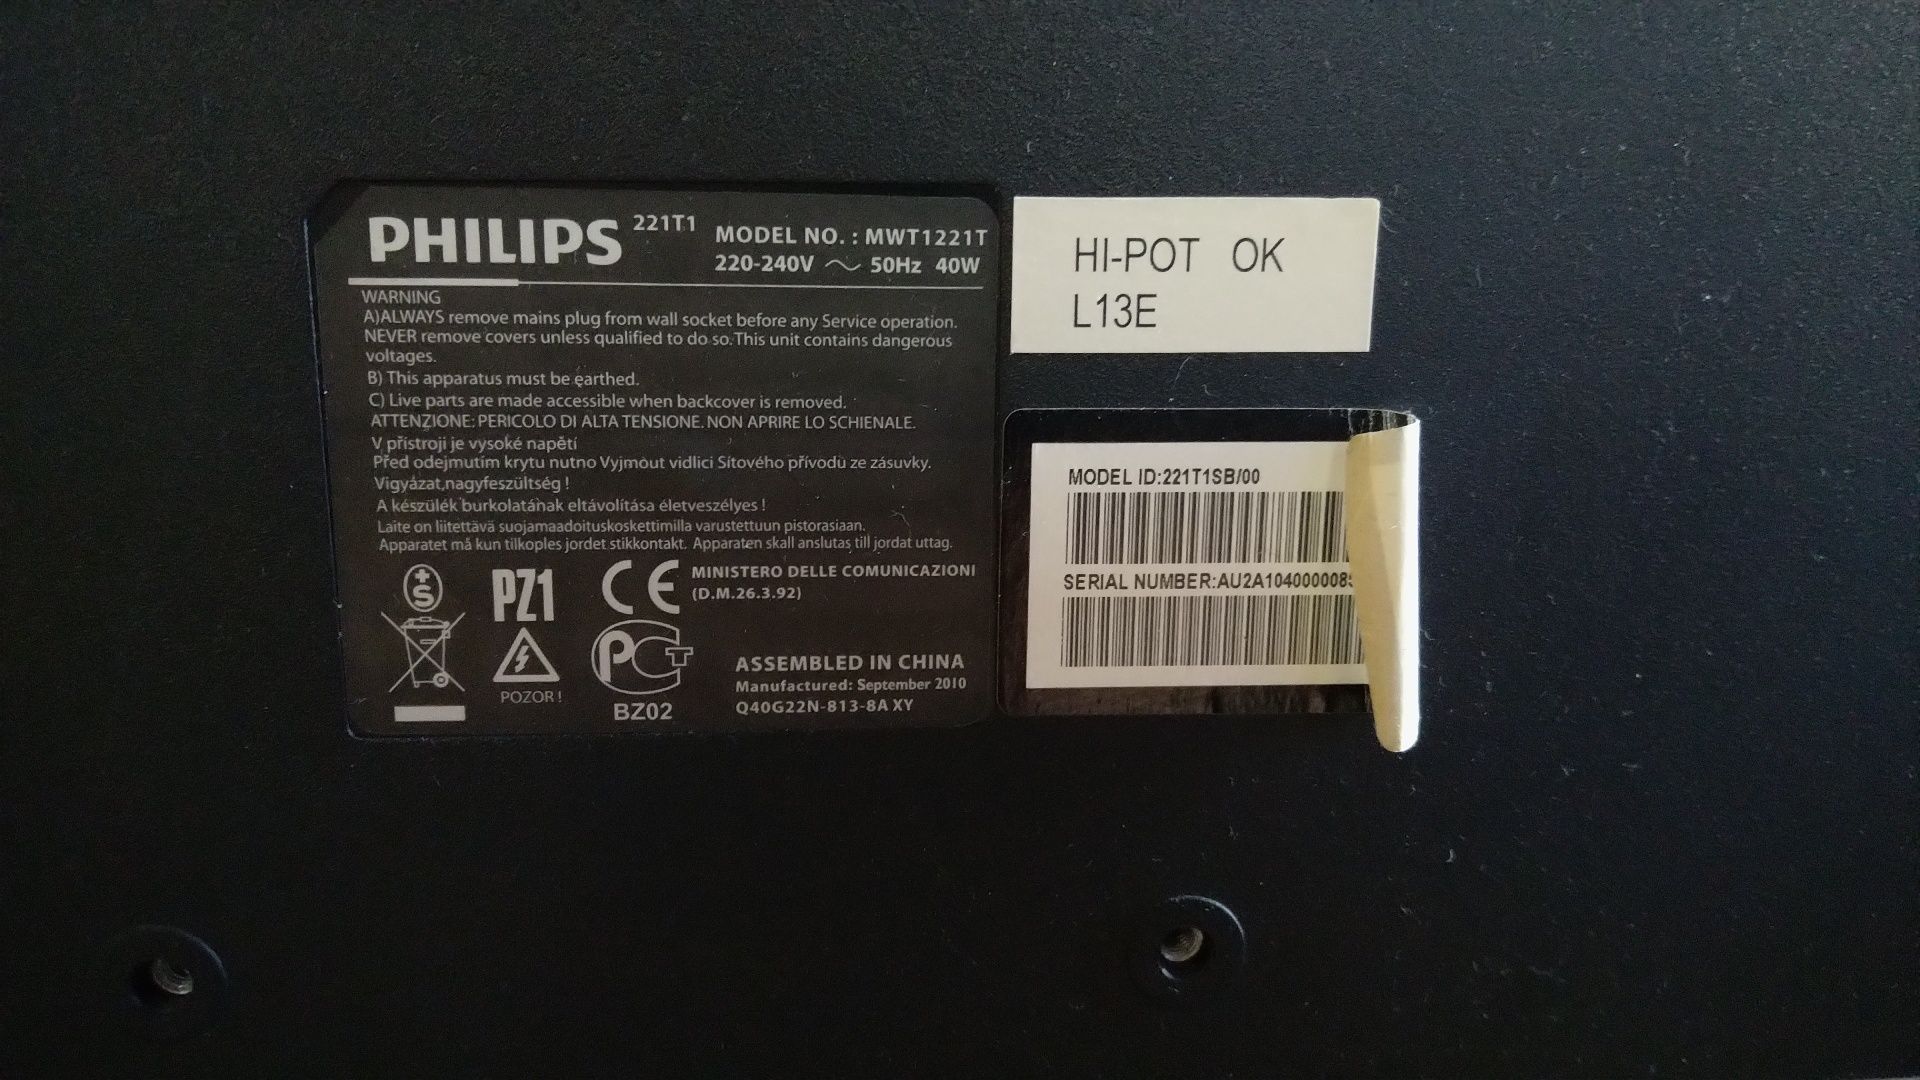 PHILIPS 221T1
MODEL NO. : MWT1221T
220-240V ~ 50Hz 40W
WARNING
A)ALWAYS remove mains plug from wall socket before any Service operation.
NEVER remove covers unless qualified to do so.This unit contains dangerous
voltages.
B) This apparatus must be earthed.
C) Live parts are made accessible when backcover is removed.
ATTENZIONE: PERICOLO DI ALTA TENSIONE. NON APRIRE LO SCHIENALE.
V přístroji je vysoké napětí
Před odejmutím krytu nutno Vyjmout vidlici Síťového přívodu ze zásuvky.
Vigyázat,nagyfeszültség !
A készülék burkolatának eltávolítása életveszélyes !
Laite on liitettävä suojamaadoituskoskettimilla varustettuun pistorasiaan.
Apparatet må kun tilkoples jordet stikkontakt. Apparaten skall anslutas till jordat uttag.
+S
PZ1
CE
MINISTERO DELLE COMUNICAZIONI
(D.M.26.3.92)
POZOR !
PCT
BZ02
ASSEMBLED IN CHINA
Manufactured: September 2010
Q40G22N-813-8A XY
HI-POT OK
L13E
MODEL ID:221T1SB/00
SERIAL NUMBER:AU2A104000008